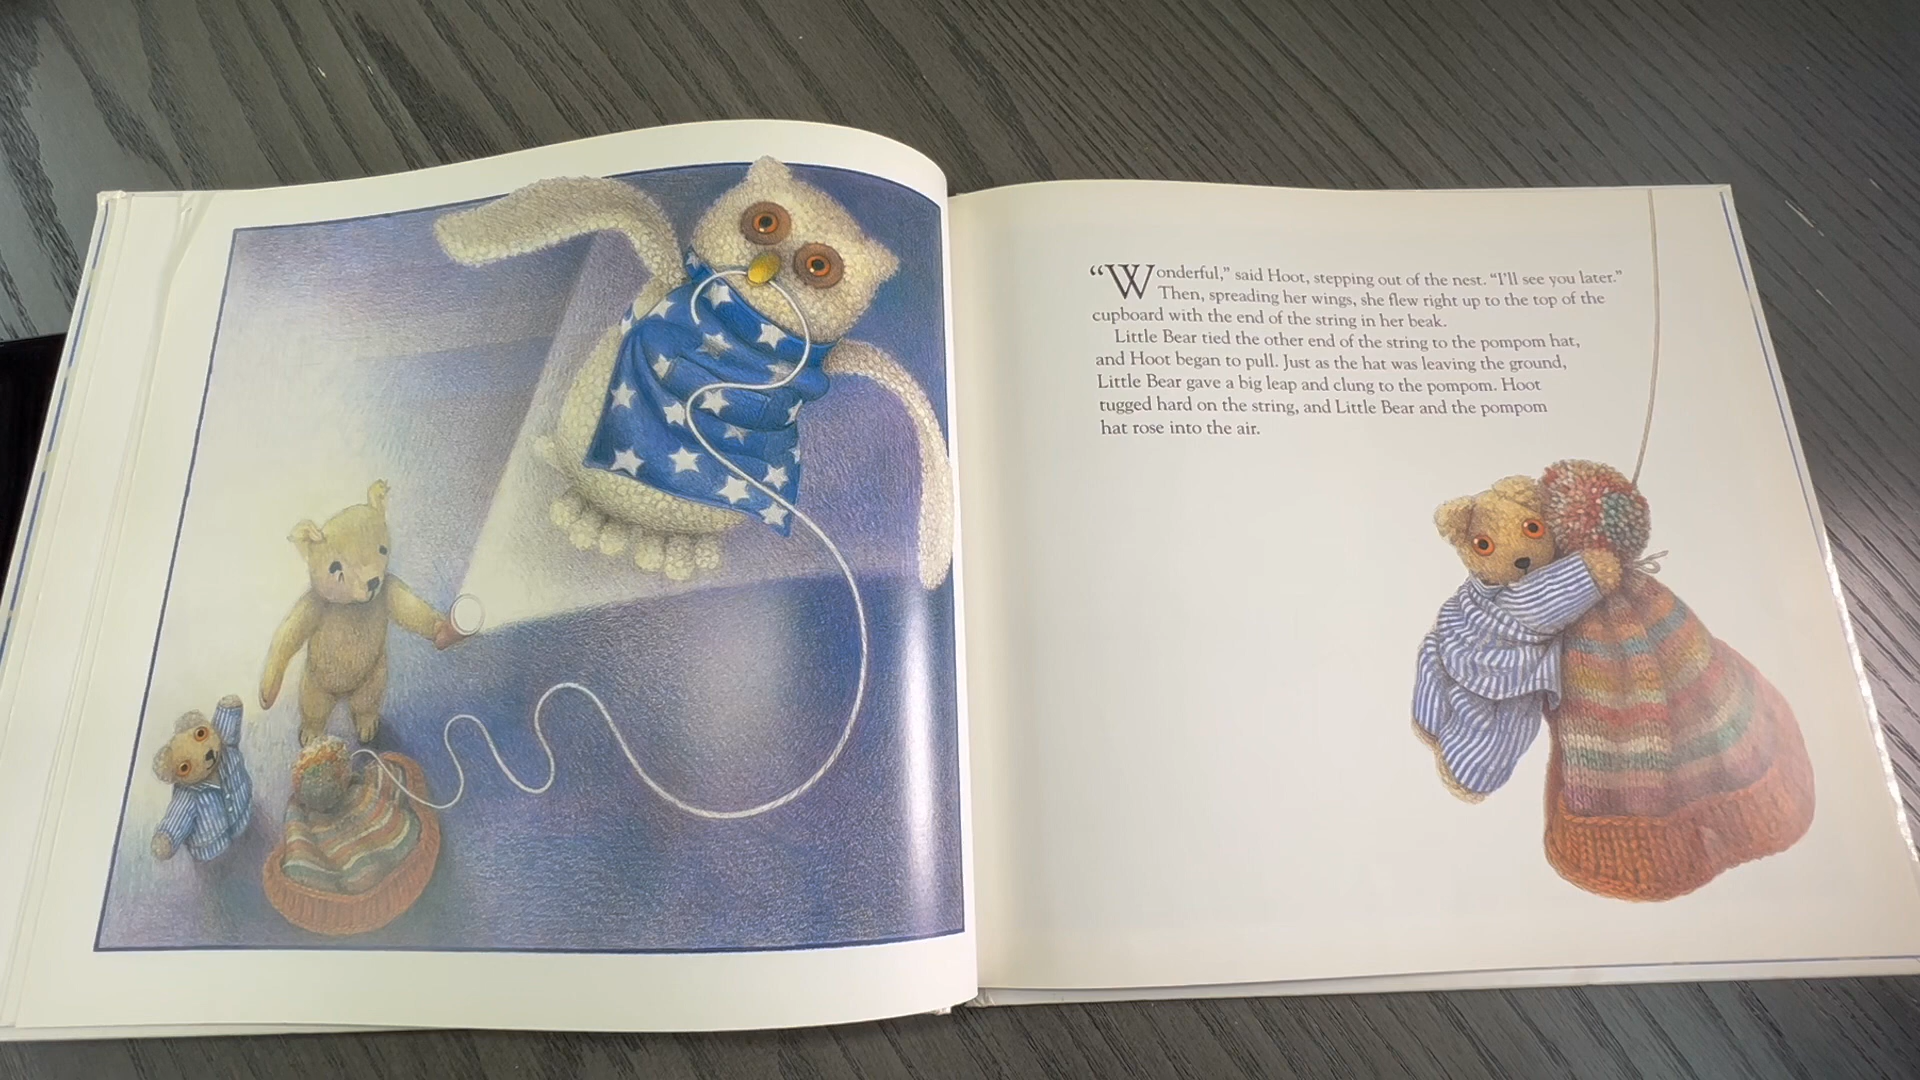 “Wonderful,” said Hoot, stepping out of the nest. “I'll see you later.”
Then, spreading her wings, she flew right up to the top of the
cupboard with the end of the string in her beak.
Little Bear tied the other end of the string to the pompom hat,
and Hoot began to pull. Just as the hat was leaving the ground,
Little Bear gave a big leap and clung to the pompom. Hoot
tugged hard on the string, and Little Bear and the pompom
hat rose into the air.